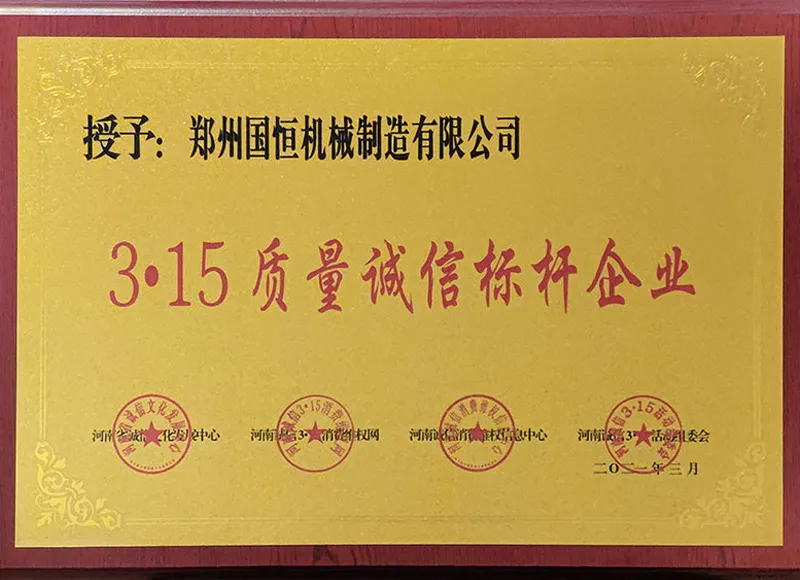 授予：郑州国恒机械制造有限公司
3·15质量诚信标杆企业
河南省诚信文化发展中心
河南诚信3·15消费维权网
河南诚信消费维权信息中心
河南诚信3·15活动组委会
二〇二一年三月